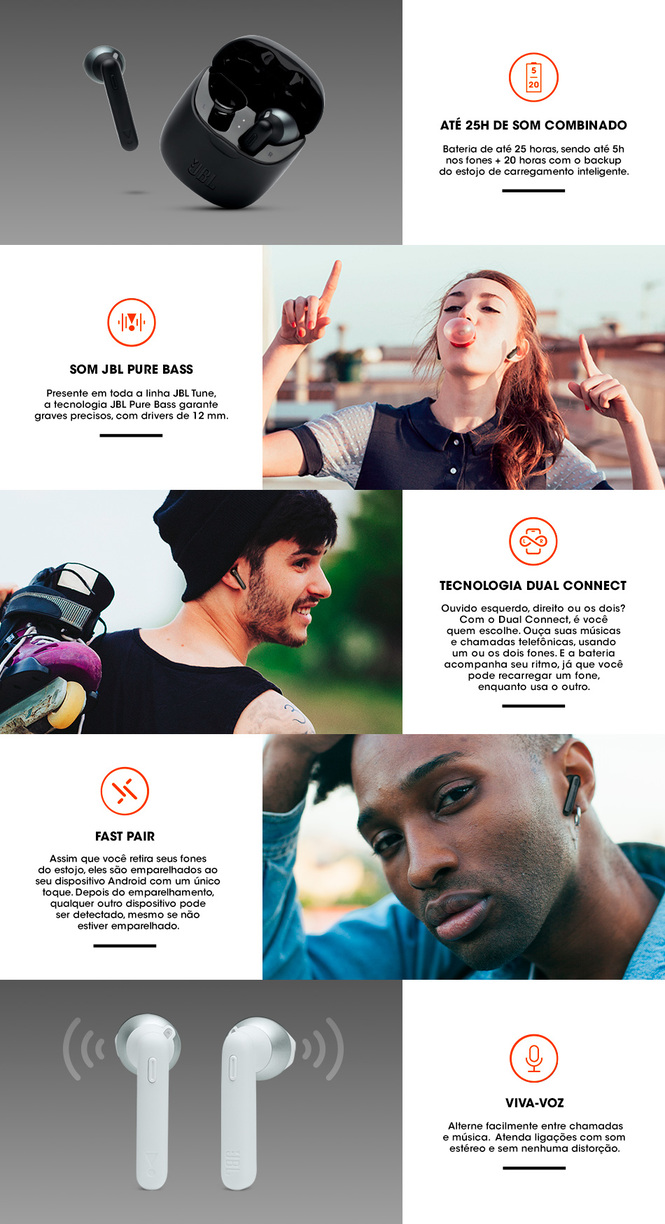 JBL
5
20
ATÉ 25H DE SOM COMBINADO
Bateria de até 25 horas, sendo até 5h
nos fones + 20 horas com o backup
do estojo de carregamento inteligente.
SOM JBL PURE BASS
Presente em toda a linha JBL Tune,
a tecnologia JBL Pure Bass garante
graves precisos, com drivers de 12 mm.
L R
TECNOLOGIA DUAL CONNECT
Ouvido esquerdo, direito ou os dois?
Com o Dual Connect, é você
quem escolhe. Ouça suas músicas
e chamadas telefônicas, usando
um ou os dois fones. E a bateria
acompanha seu ritmo, já que você
pode recarregar um fone,
enquanto usa o outro.
FAST PAIR
Assim que você retira seus fones
do estojo, eles são emparelhados ao
seu dispositivo Android com um único
toque. Depois do emparelhamento,
qualquer outro dispositivo pode
ser detectado, mesmo se não
estiver emparelhado.
JBL
VIVA-VOZ
Alterne facilmente entre chamadas
e música. Atenda ligações com som
estéreo e sem nenhuma distorção.